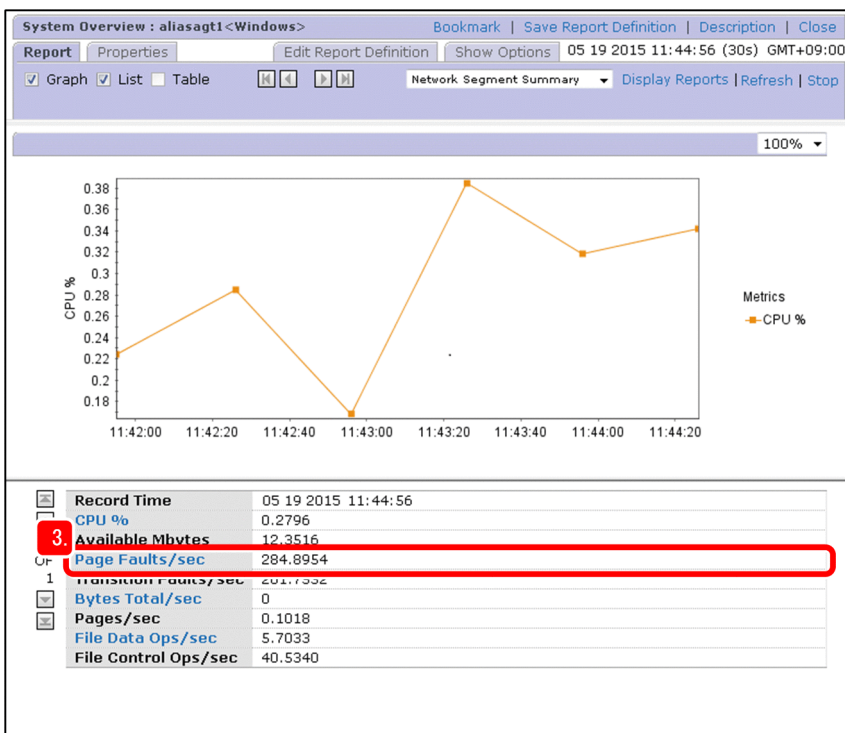 System Overview : aliasagt1<Windows> Bookmark | Save Report Definition | Description | Close
Report Properties Edit Report Definition Show Options 05 19 2015 11:44:56 (30s) GMT+09:00
Graph List Table Network Segment Summary Display Reports | Refresh | Stop
100%
0.38
0.36
0.34
0.32
0.3
0.28
0.26
0.24
0.22
0.2
0.18
CPU %
Metrics
CPU %
11:42:00 11:42:20 11:42:40 11:43:00 11:43:20 11:43:40 11:44:00 11:44:20
Record Time 05 19 2015 11:44:56
CPU % 0.2796
3.
Available Mbytes 12.3516
OF Page Faults/sec 284.8954
1 Transition Faults/sec 201.7332
Bytes Total/sec 0
Pages/sec 0.1018
File Data Ops/sec 5.7033
File Control Ops/sec 40.5340